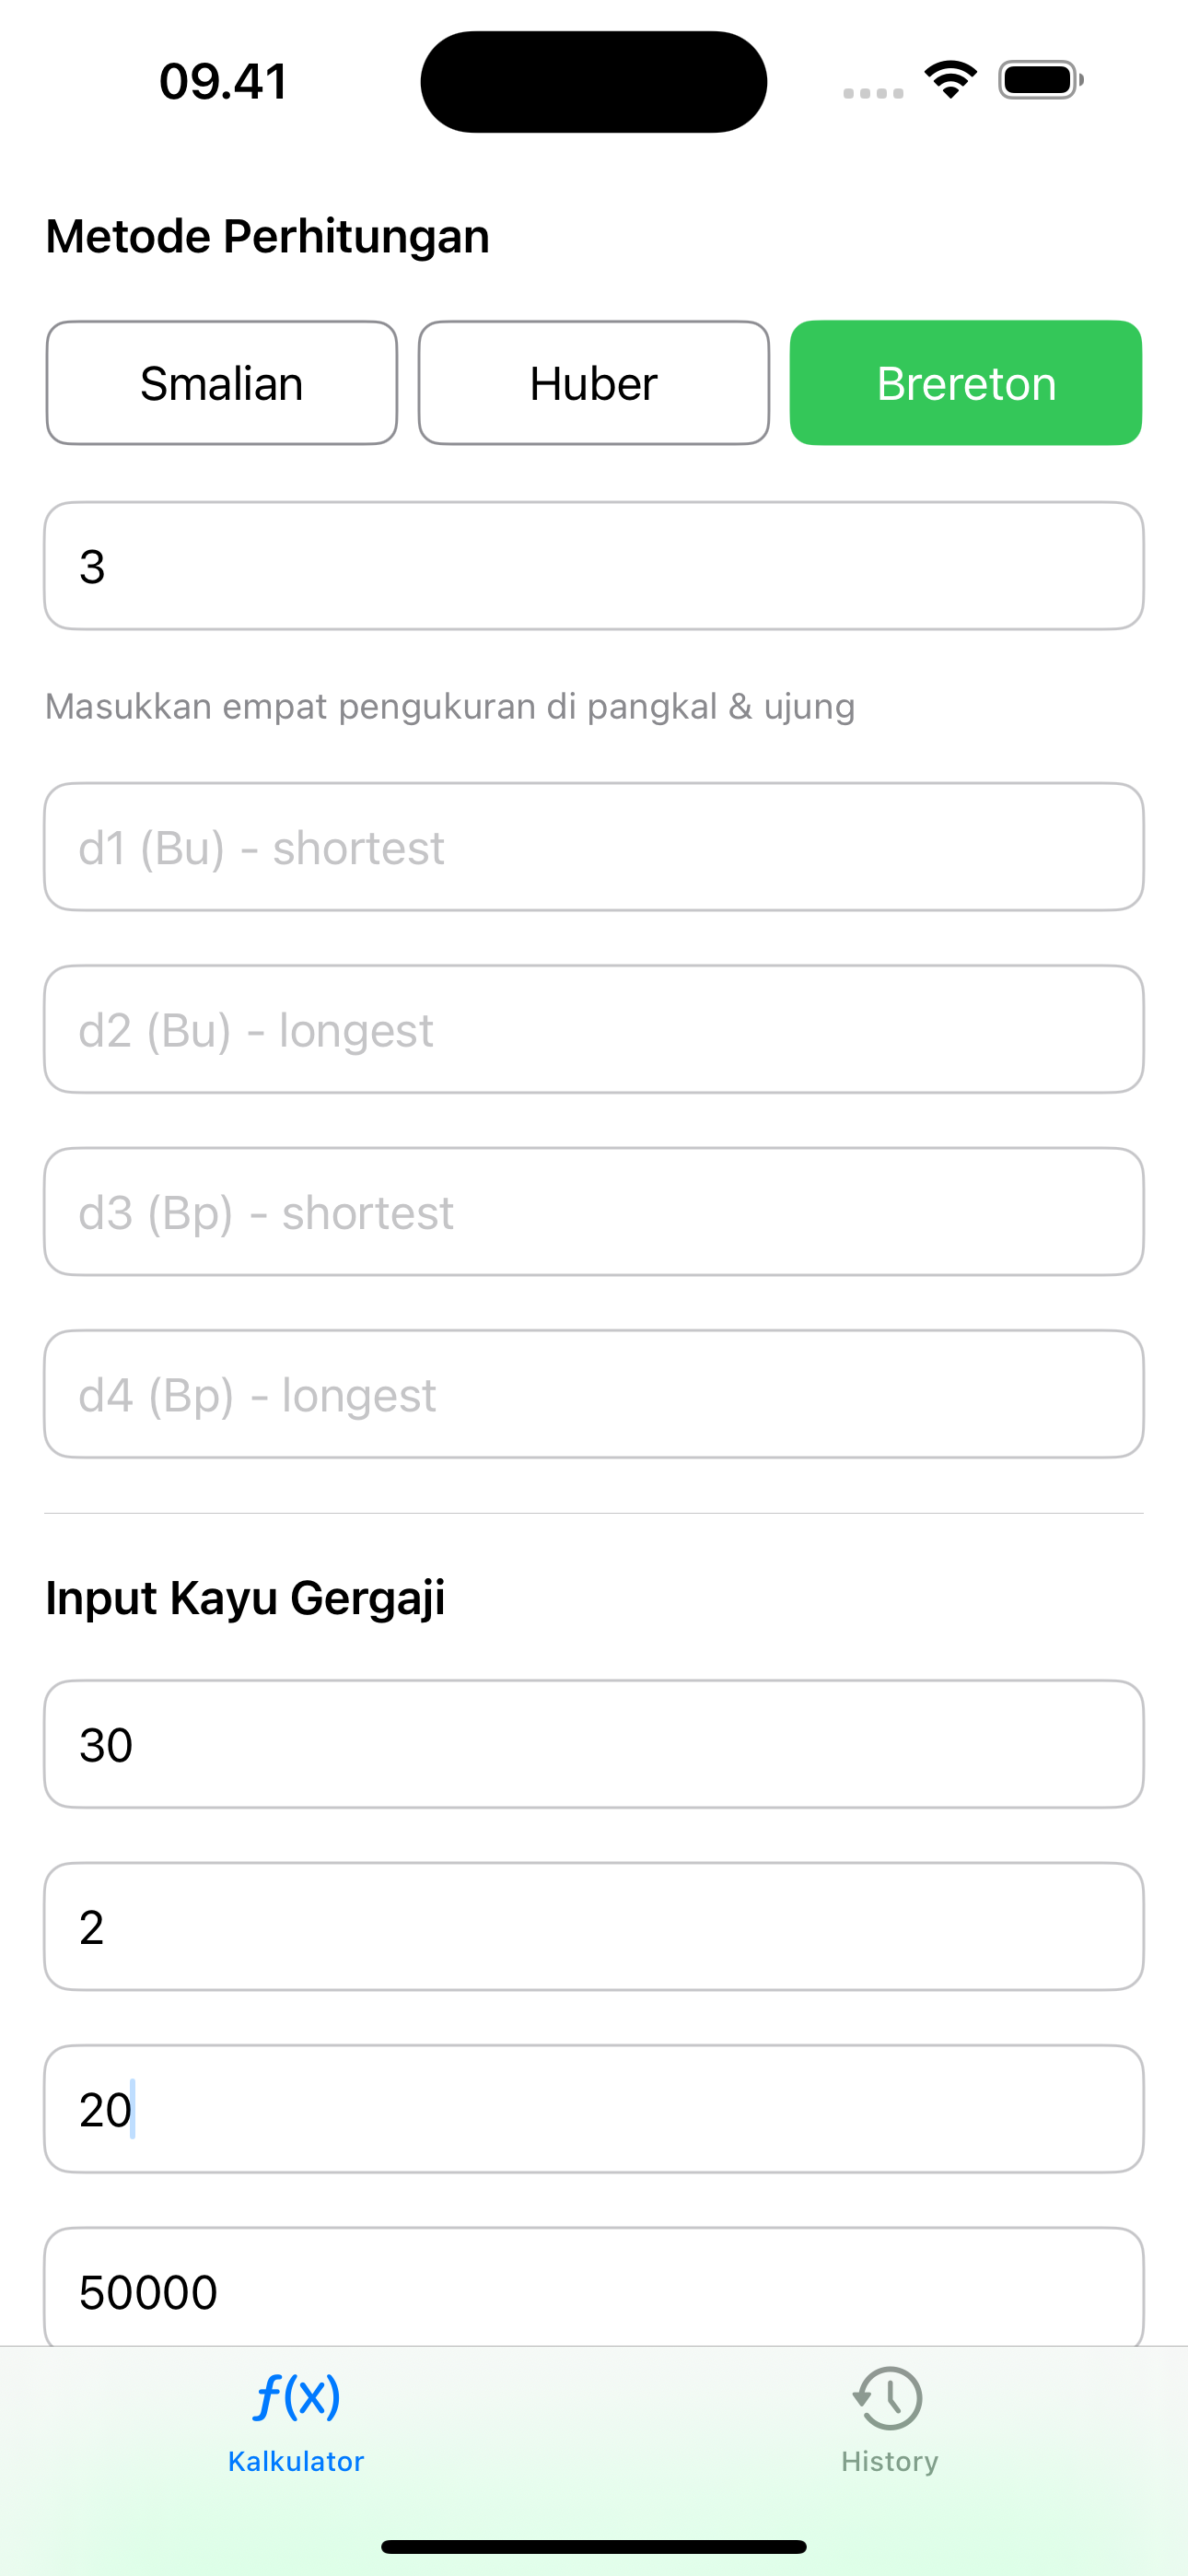 09.41
Metode Perhitungan
Smalian
Huber
Brereton
3
Masukkan empat pengukuran di pangkal & ujung
d1 (Bu) - shortest
d2 (Bu) - longest
d3 (Bp) - shortest
d4 (Bp) - longest
Input Kayu Gergaji
30
2
20
50000
f(x)
Kalkulator
History